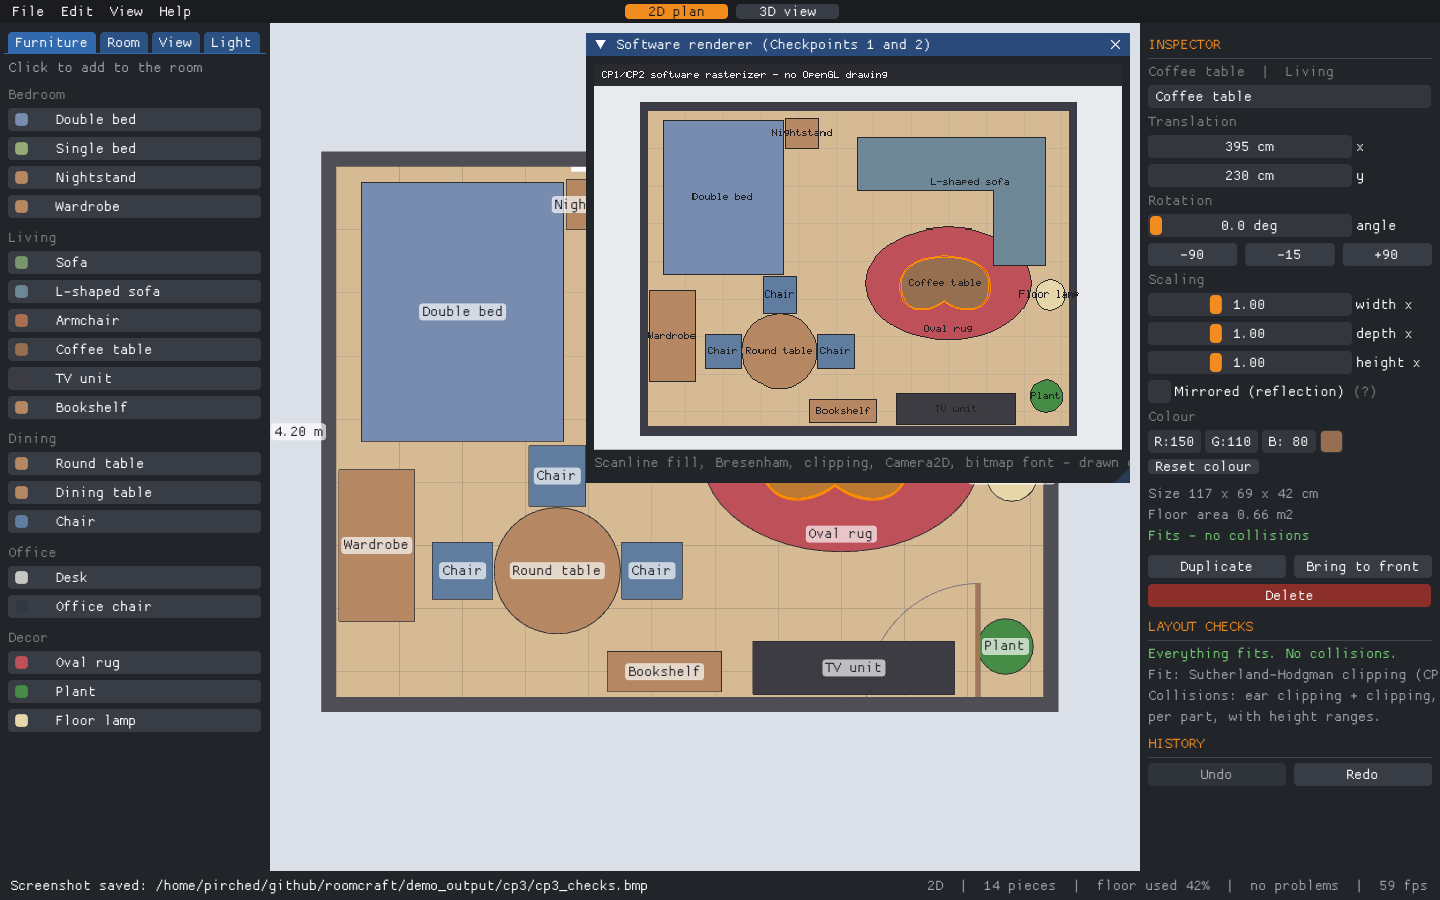 File Edit View Help
2D plan 3D view
Furniture Room View Light
Click to add to the room
Bedroom
Double bed
Single bed
Nightstand
Wardrobe
Living
Sofa
L-shaped sofa
Armchair
Coffee table
TV unit
Bookshelf
Dining
Round table
Dining table
Chair
Office
Desk
Office chair
Decor
Oval rug
Plant
Floor lamp
4.20 m
Double bed
Nigh
Chair
Wardrobe
Chair
Round table
Chair
Oval rug
Bookshelf
TV unit
Plant
▼ Software renderer (Checkpoints 1 and 2)
CP1/CP2 software rasterizer - no OpenGL drawing
Nightstand
Double bed
L-shaped sofa
Coffee table
Chair
Floor lamp
Oval rug
Wardrobe
Chair
Round table
Chair
Plant
Bookshelf
TV unit
Scanline fill, Bresenham, clipping, Camera2D, bitmap font - drawn
INSPECTOR
Coffee table | Living
Coffee table
Translation
395 cm x
230 cm y
Rotation
0.0 deg angle
-90 -15 +90
Scaling
1.00 width x
1.00 depth x
1.00 height x
Mirrored (reflection) (?)
Colour
R:150 G:110 B: 80
Reset colour
Size 117 x 69 x 42 cm
Floor area 0.66 m2
Fits - no collisions
Duplicate Bring to front
Delete
LAYOUT CHECKS
Everything fits. No collisions.
Fit: Sutherland-Hodgman clipping (CP
Collisions: ear clipping + clipping,
per part, with height ranges.
HISTORY
Undo Redo
Screenshot saved: /home/pirched/github/roomcraft/demo_output/cp3/cp3_checks.bmp
2D | 14 pieces | floor used 42% | no problems | 59 fps